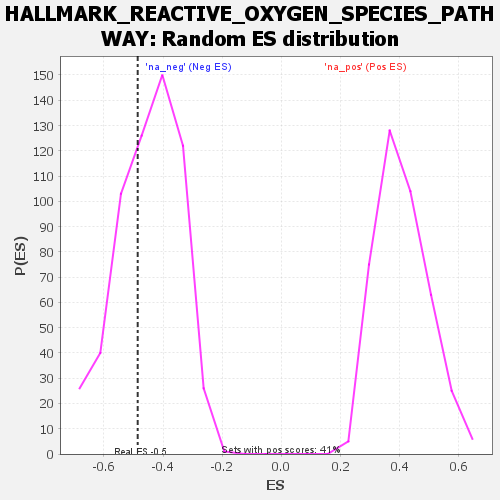 HALLMARK_REACTIVE_OXYGEN_SPECIES_PATH
WAY: Random ES distribution
'na_neg' (Neg ES)
'na_pos' (Pos ES)
150
140
130
120
110
100
90
80
70
60
50
40
30
20
10
0
P(ES)
Real ES -0.5
Sets with pos scores: 41%
-0.6
-0.4
-0.2
0.0
0.2
0.4
0.6
ES